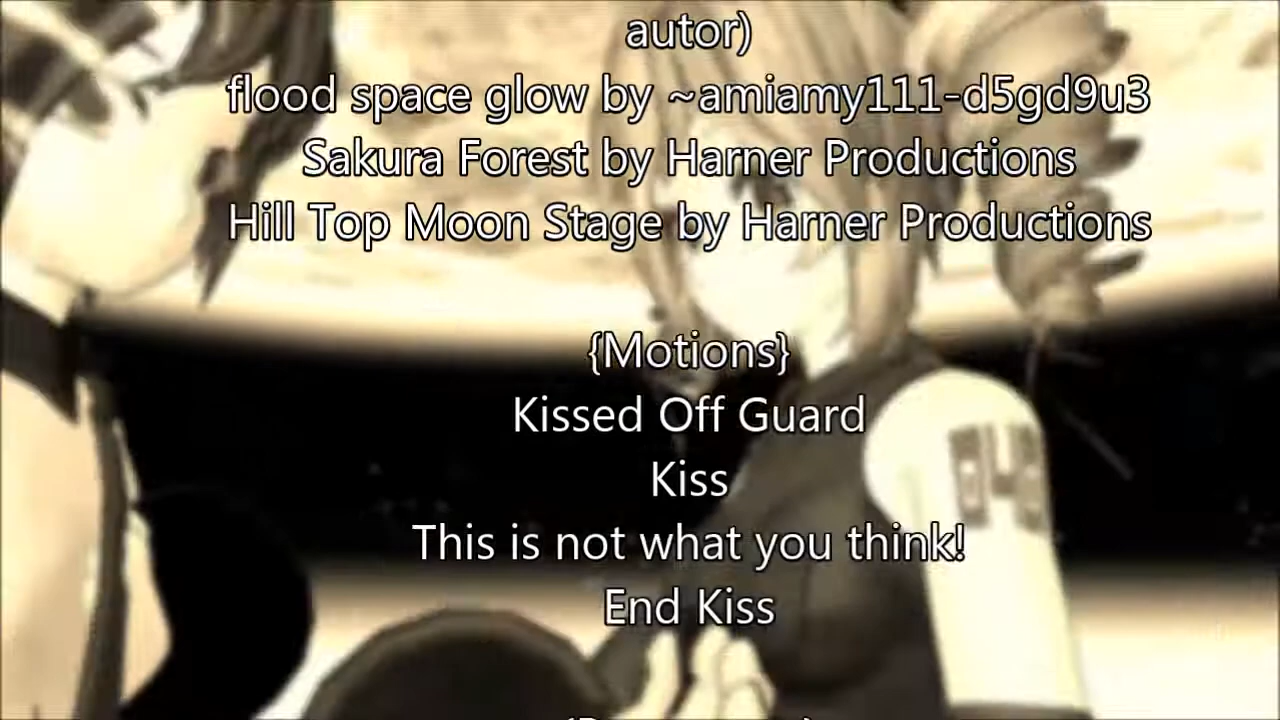 autor)
flood space glow by ~amiamy111-d5gd9u3
Sakura Forest by Harner Productions
Hill Top Moon Stage by Harner Productions
{Motions}
Kissed Off Guard
Kiss
This is not what you think!
End Kiss